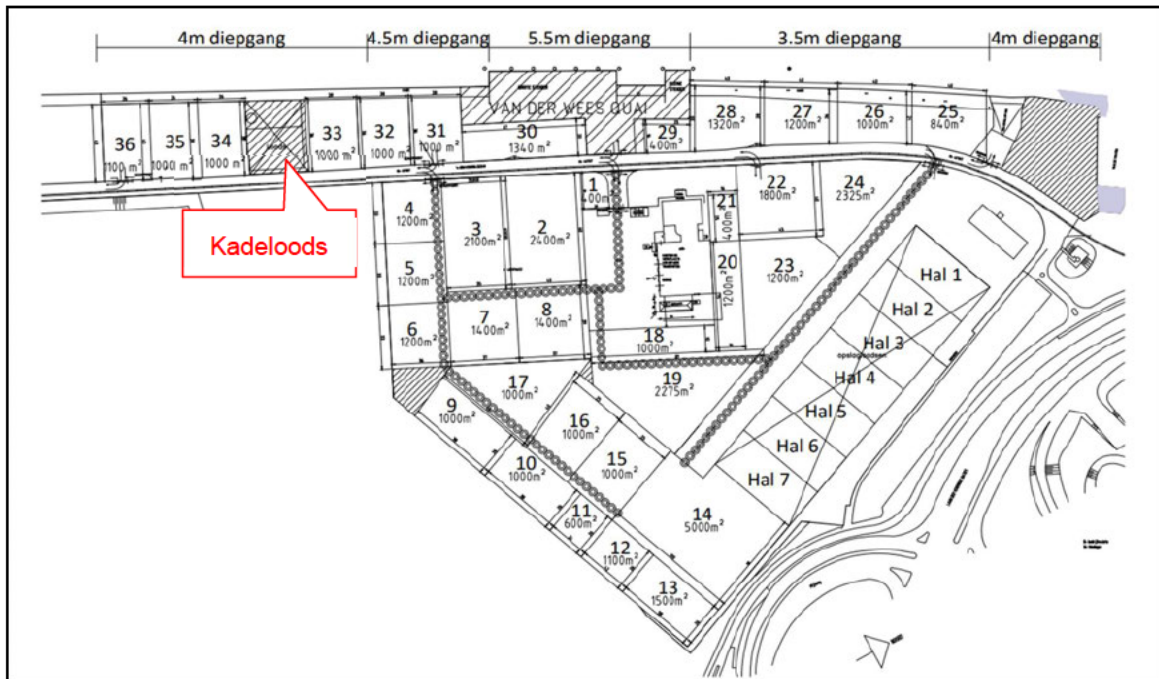 4m diepgang
4.5m diepgang
5.5m diepgang
3.5m diepgang
4m diepgang
VAN DER WEES QUAI
36
1100 m²
35
1000 m²
34
1000 m²
33
1000 m²
32
1000 m²
31
1000 m²
30
1340 m²
29
400m²
28
1320m²
27
1200m²
26
1000m²
25
840m²
Kadeloods
4
1200m²
3
2100m²
2
2400m²
1
400m²
21
400m²
22
1800m²
24
2325m²
5
1200m²
20
1200m²
23
1200m²
6
1200m²
7
1400m²
8
1400m²
18
1000m²
19
2275m²
17
1000m²
9
1000m²
16
1000m²
10
1000m²
15
1000m²
11
600m²
14
5000m²
12
1100m²
13
1500m²
Hal 1
Hal 2
Hal 3
opslagloodsen
Hal 4
Hal 5
Hal 6
Hal 7